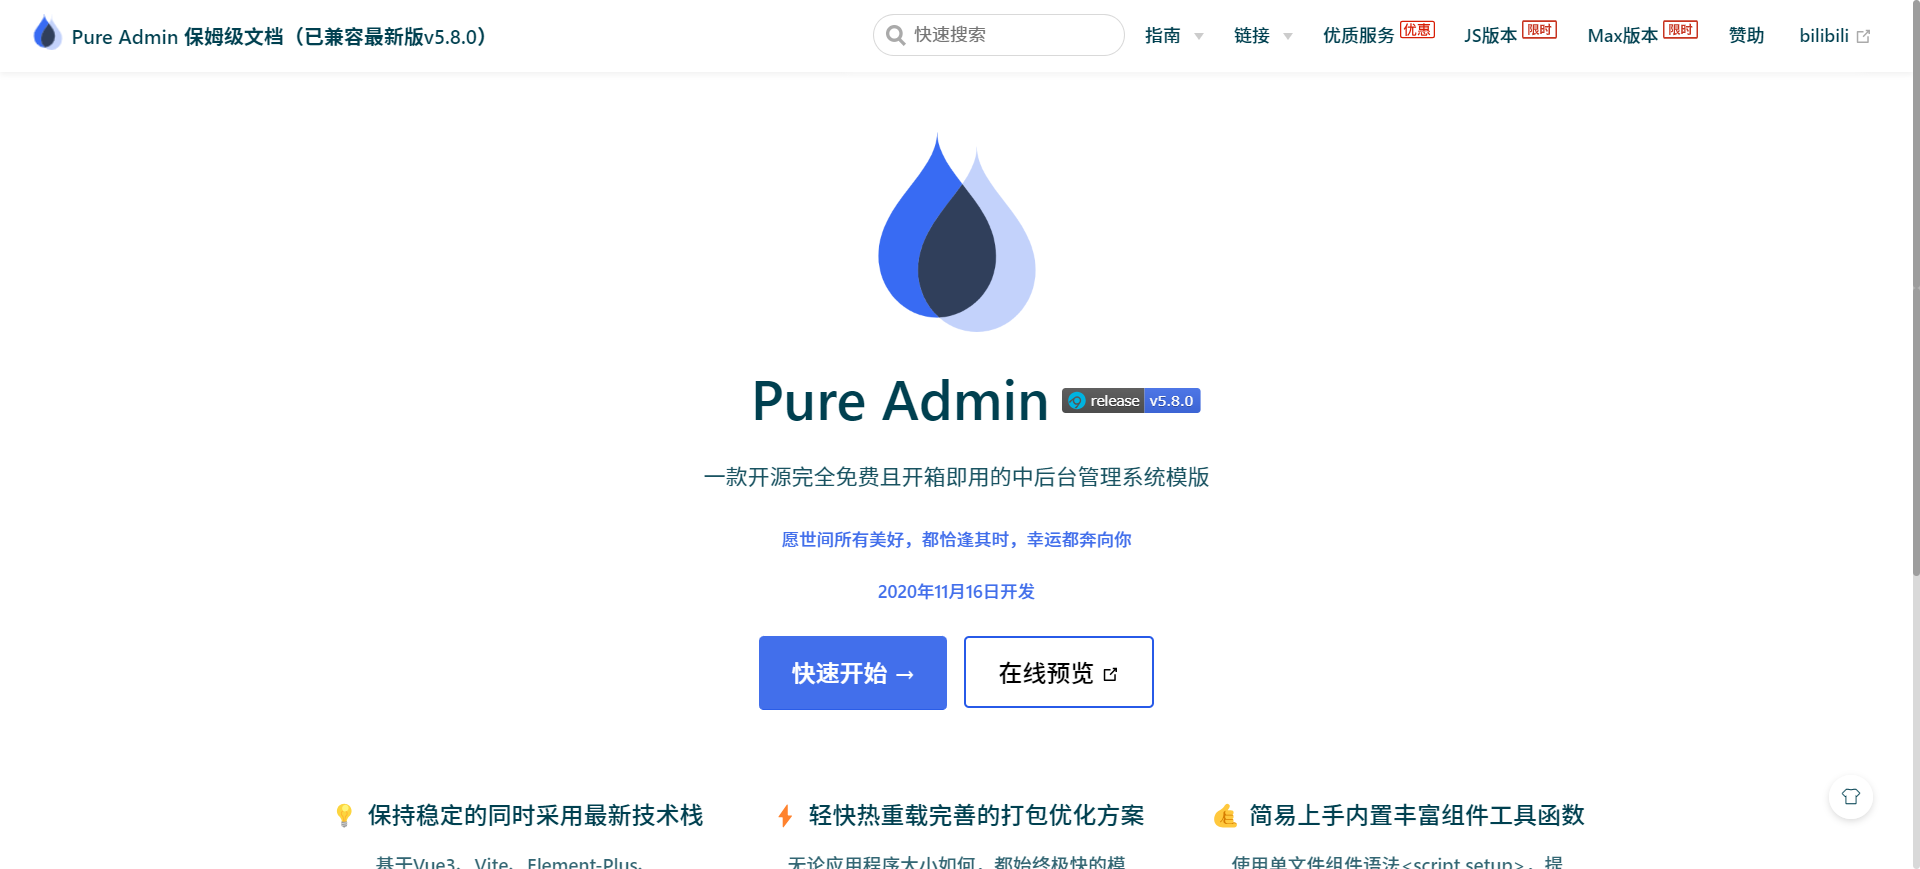 Pure Admin 保姆级文档（已兼容最新版v5.8.0）
快速搜索
指南
链接
优质服务 优惠
JS版本 限时
Max版本 限时
赞助
bilibili
Pure Admin
release v5.8.0
一款开源完全免费且开箱即用的中后台管理系统模版
愿世间所有美好，都恰逢其时，幸运都奔向你
2020年11月16日开发
快速开始 →
在线预览
💡 保持稳定的同时采用最新技术栈
基于Vue3、Vite、Element-Plus、
⚡ 轻快热重载完善的打包优化方案
无论应用程序大小如何，都始终极快的模
👍 简易上手内置丰富组件工具函数
使用单文件组件语法<script setup>，提